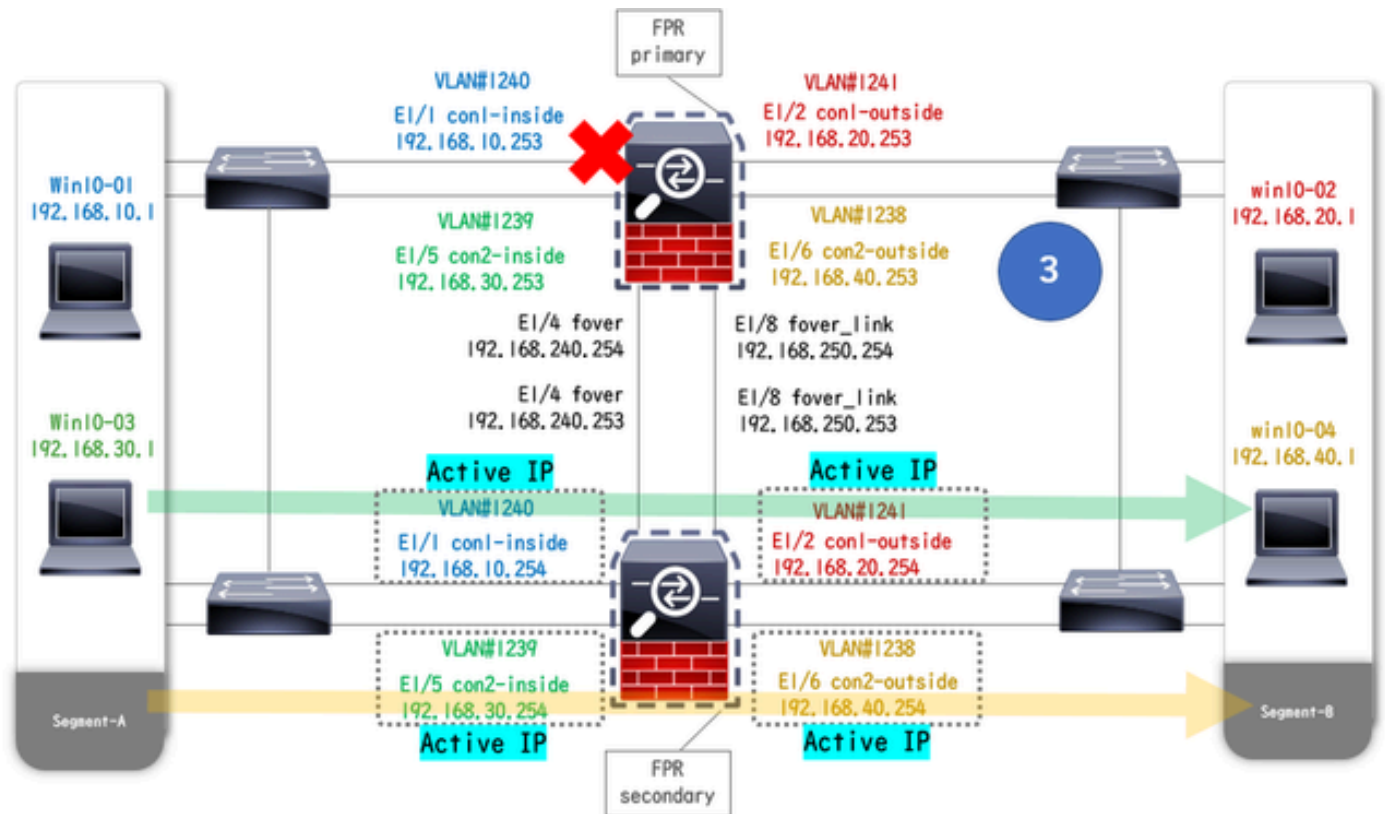 FPR
primary
VLAN#1240
E1/1 con1-inside
192.168.10.253
VLAN#1241
E1/2 con1-outside
192.168.20.253
Win10-01
192.168.10.1
win10-02
192.168.20.1
VLAN#1239
E1/5 con2-inside
192.168.30.253
VLAN#1238
E1/6 con2-outside
192.168.40.253
3
E1/4 fover
192.168.240.254
E1/8 fover_link
192.168.250.254
E1/4 fover
192.168.240.253
E1/8 fover_link
192.168.250.253
Win10-03
192.168.30.1
win10-04
192.168.40.1
Active IP
Active IP
VLAN#1240
E1/1 con1-inside
192.168.10.254
VLAN#1241
E1/2 con1-outside
192.168.20.254
VLAN#1239
E1/5 con2-inside
192.168.30.254
VLAN#1238
E1/6 con2-outside
192.168.40.254
Segment-A
Segment-B
Active IP
Active IP
FPR
secondary